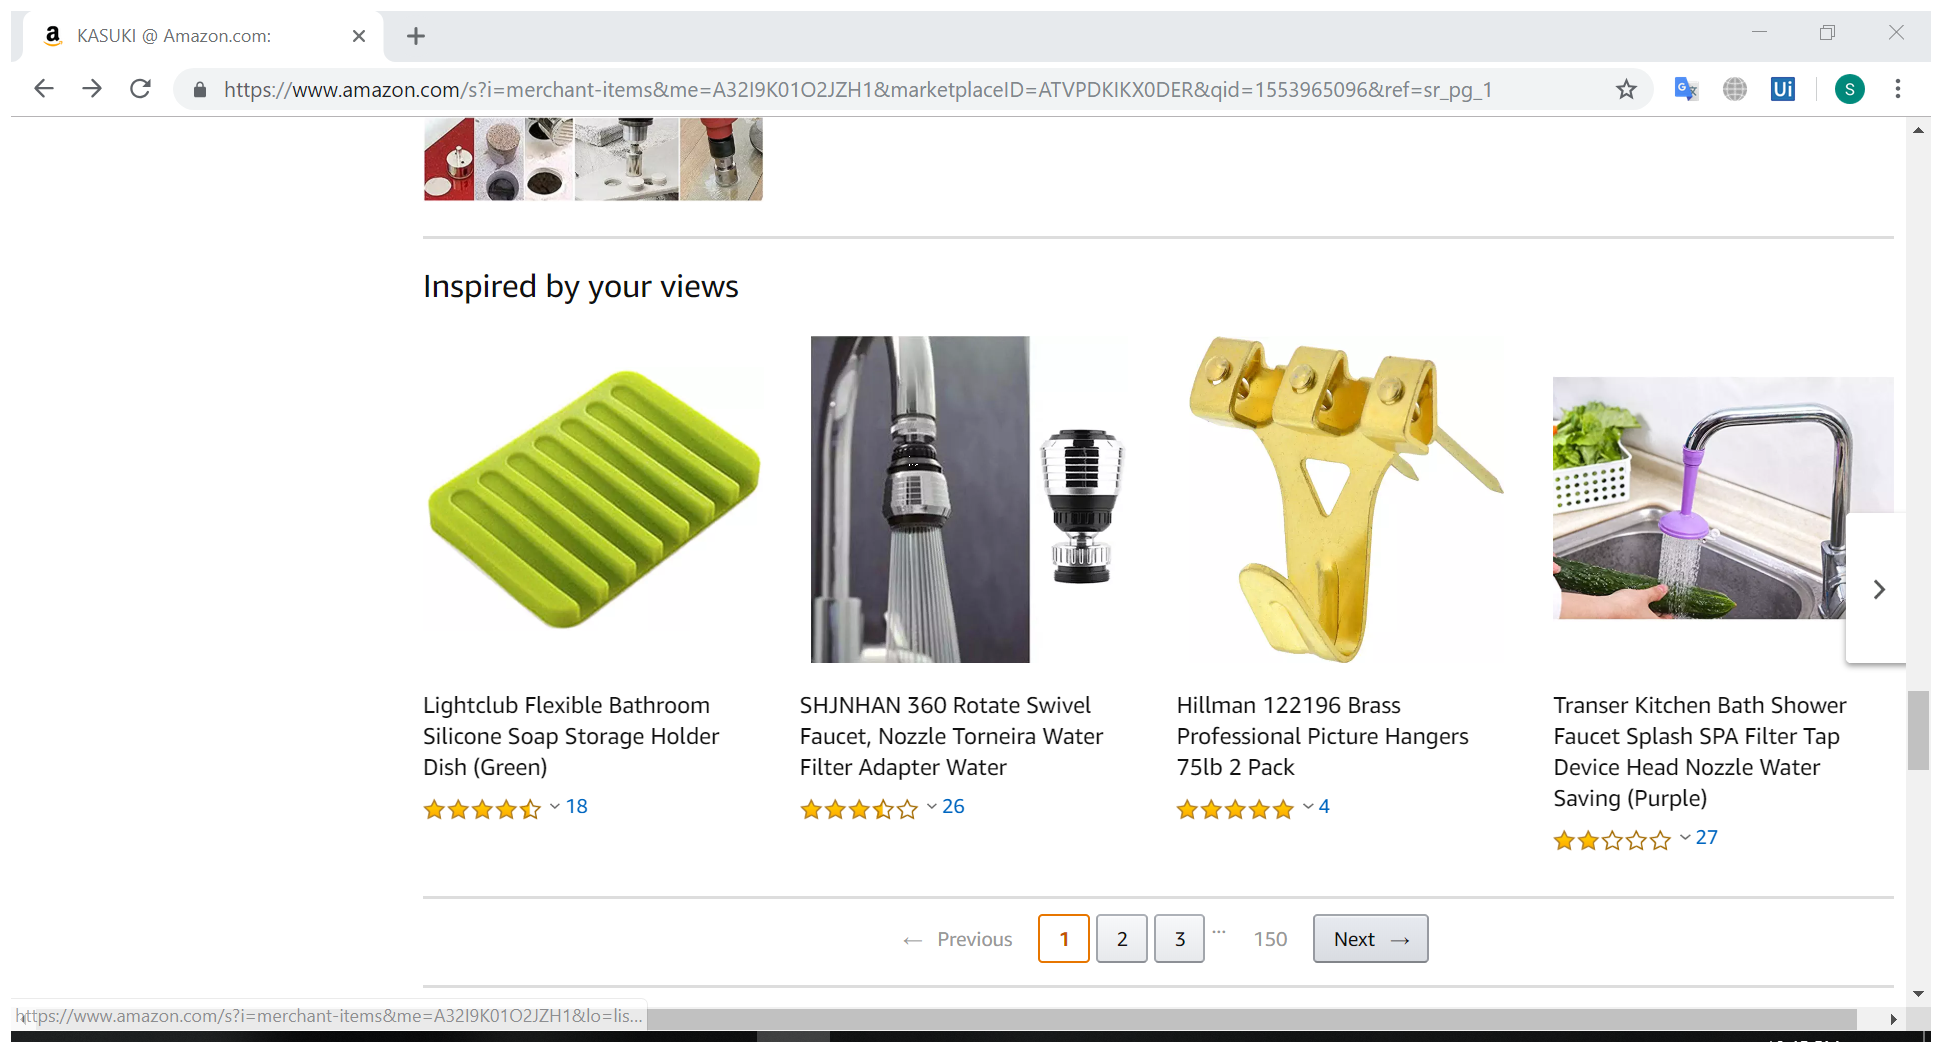 KASUKI @ Amazon.com:
https://www.amazon.com/s?i=merchant-items&me=A32I9K01O2JZH1&marketplaceID=ATVPDKIKX0DER&qid=1553965096&ref=sr_pg_1
Ui
S
Inspired by your views
Lightclub Flexible Bathroom
Silicone Soap Storage Holder
Dish (Green)
18
SHJNHAN 360 Rotate Swivel
Faucet, Nozzle Torneira Water
Filter Adapter Water
26
Hillman 122196 Brass
Professional Picture Hangers
75lb 2 Pack
4
Transer Kitchen Bath Shower
Faucet Splash SPA Filter Tap
Device Head Nozzle Water
Saving (Purple)
27
← Previous 1 2 3 ... 150 Next →
https://www.amazon.com/s?i=merchant-items&me=A32I9K01O2JZH1&lo=lis...